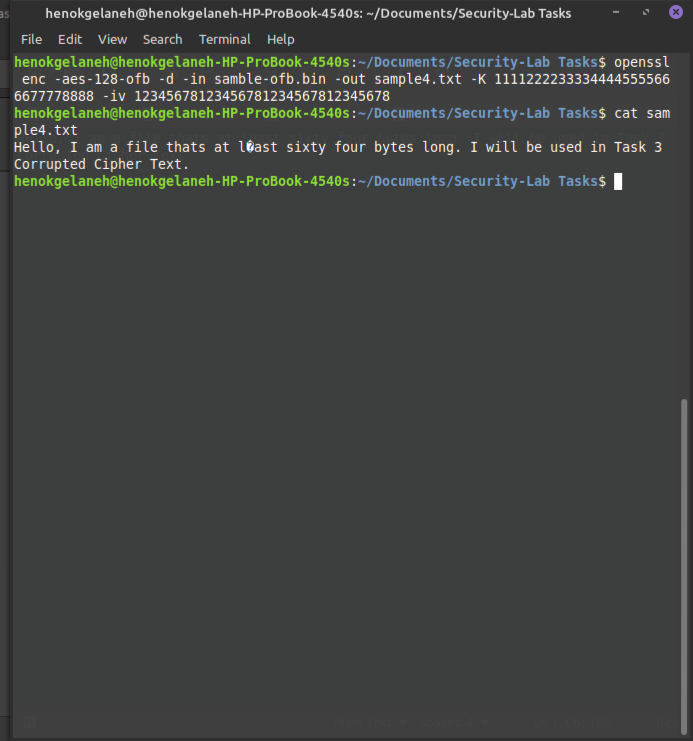 henokgelaneh@henokgelaneh-HP-ProBook-4540s: ~/Documents/Security-Lab Tasks
File Edit View Search Terminal Help
henokgelaneh@henokgelaneh-HP-ProBook-4540s:~/Documents/Security-Lab Tasks$ openssl
enc -aes-128-ofb -d -in samble-ofb.bin -out sample4.txt -K 1111222233334444555566
6677778888 -iv 12345678123456781234567812345678
henokgelaneh@henokgelaneh-HP-ProBook-4540s:~/Documents/Security-Lab Tasks$ cat sam
ple4.txt
Hello, I am a file thats at l�ast sixty four bytes long. I will be used in Task 3
Corrupted Cipher Text.
henokgelaneh@henokgelaneh-HP-ProBook-4540s:~/Documents/Security-Lab Tasks$